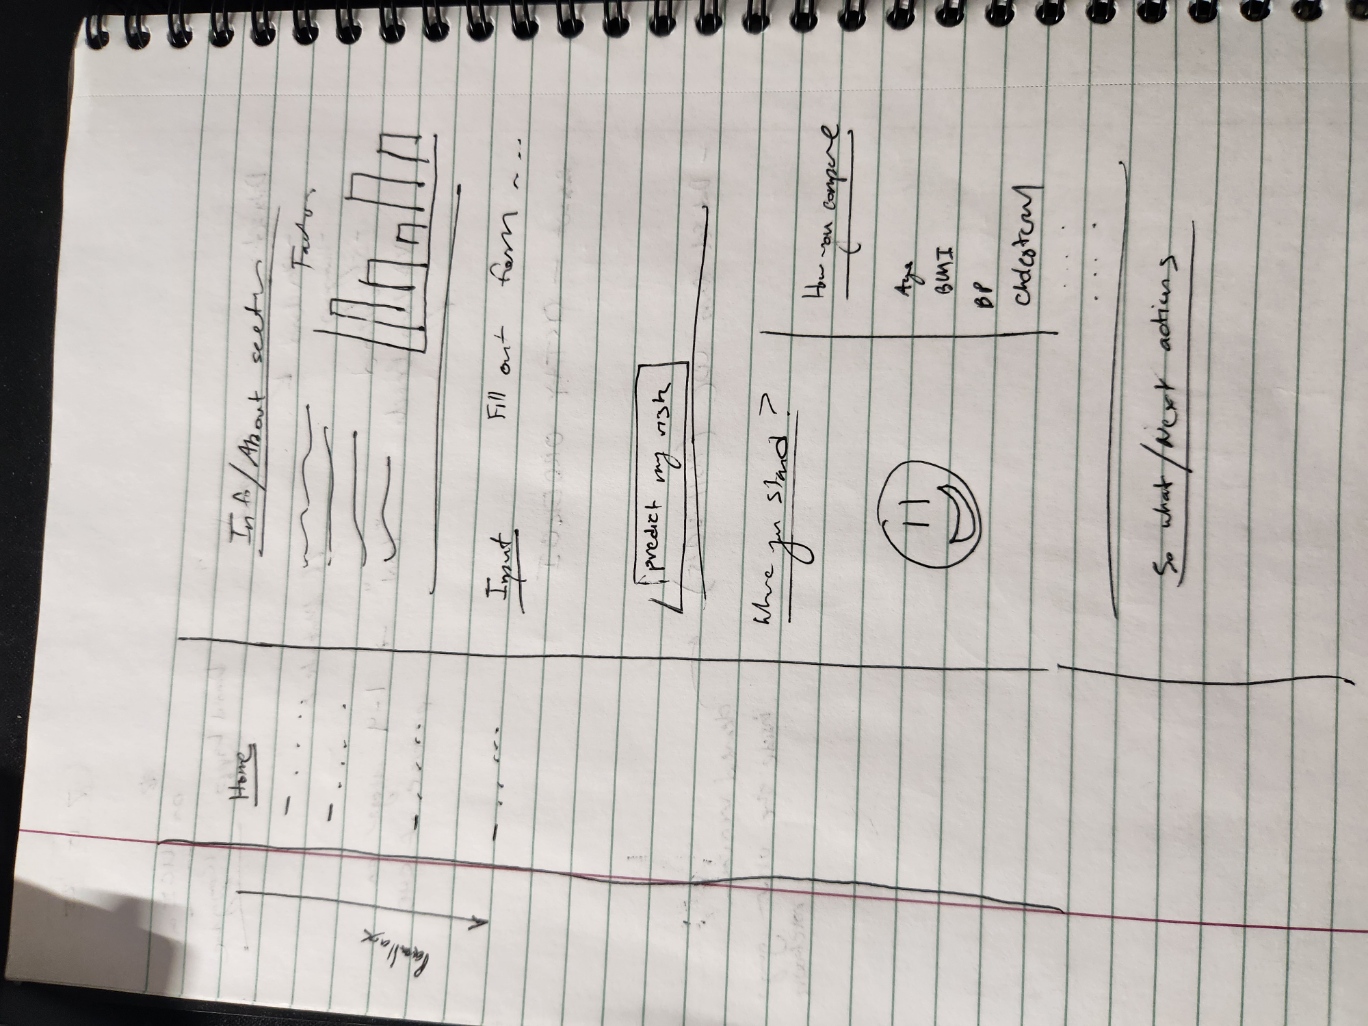 Home
Info/About section
Factors
Parallax
Input Fill out form ....
predict my risk
Where you stand?
How you compare
Age
BMI
BP
cholesterol
So what/Next actions